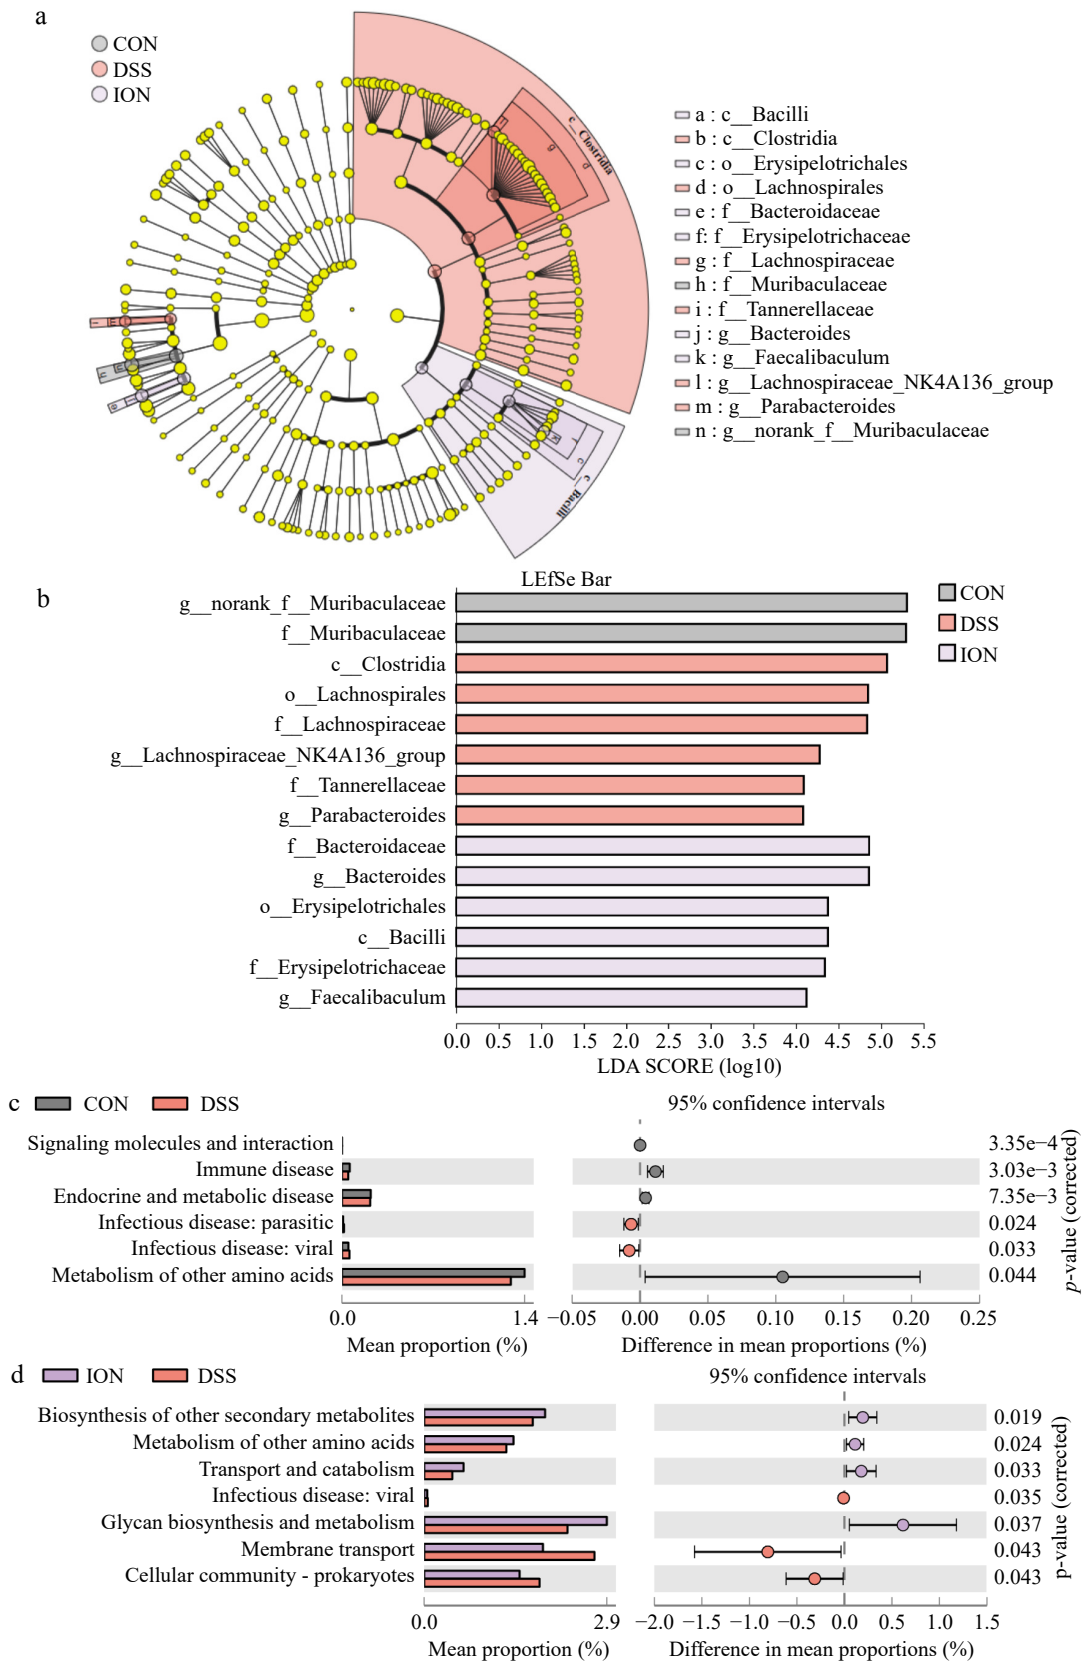 a
CON
DSS
ION
c__Clostridia
g
d
c
c__Bacilli
a : c__Bacilli
b : c__Clostridia
c : o__Erysipelotrichales
d : o__Lachnospirales
e : f__Bacteroidaceae
f: f__Erysipelotrichaceae
g : f__Lachnospiraceae
h : f__Muribaculaceae
i : f__Tannerellaceae
j : g__Bacteroides
k : g__Faecalibaculum
l : g__Lachnospiraceae_NK4A136_group
m : g__Parabacteroides
n : g__norank_f__Muribaculaceae
b
LEfSe Bar
CON
DSS
ION
g__norank_f__Muribaculaceae
f__Muribaculaceae
c__Clostridia
o__Lachnospirales
f__Lachnospiraceae
g__Lachnospiraceae_NK4A136_group
f__Tannerellaceae
g__Parabacteroides
f__Bacteroidaceae
g__Bacteroides
o__Erysipelotrichales
c__Bacilli
f__Erysipelotrichaceae
g__Faecalibaculum
0.0 0.5 1.0 1.5 2.0 2.5 3.0 3.5 4.0 4.5 5.0 5.5
LDA SCORE (log10)
c CON DSS
95% confidence intervals
Signaling molecules and interaction 3.35e−4
Immune disease 3.03e−3
Endocrine and metabolic disease 7.35e−3
Infectious disease: parasitic 0.024
Infectious disease: viral 0.033
Metabolism of other amino acids 0.044
p-value (corrected)
0.0 1.4 −0.05 0.00 0.05 0.10 0.15 0.20 0.25
Mean proportion (%) Difference in mean proportions (%)
d ION DSS
95% confidence intervals
Biosynthesis of other secondary metabolites 0.019
Metabolism of other amino acids 0.024
Transport and catabolism 0.033
Infectious disease: viral 0.035
Glycan biosynthesis and metabolism 0.037
Membrane transport 0.043
Cellular community - prokaryotes 0.043
p-value (corrected)
0.0 2.9 −2.0 −1.5 −1.0 −0.5 0.0 0.5 1.0 1.5
Mean proportion (%) Difference in mean proportions (%)